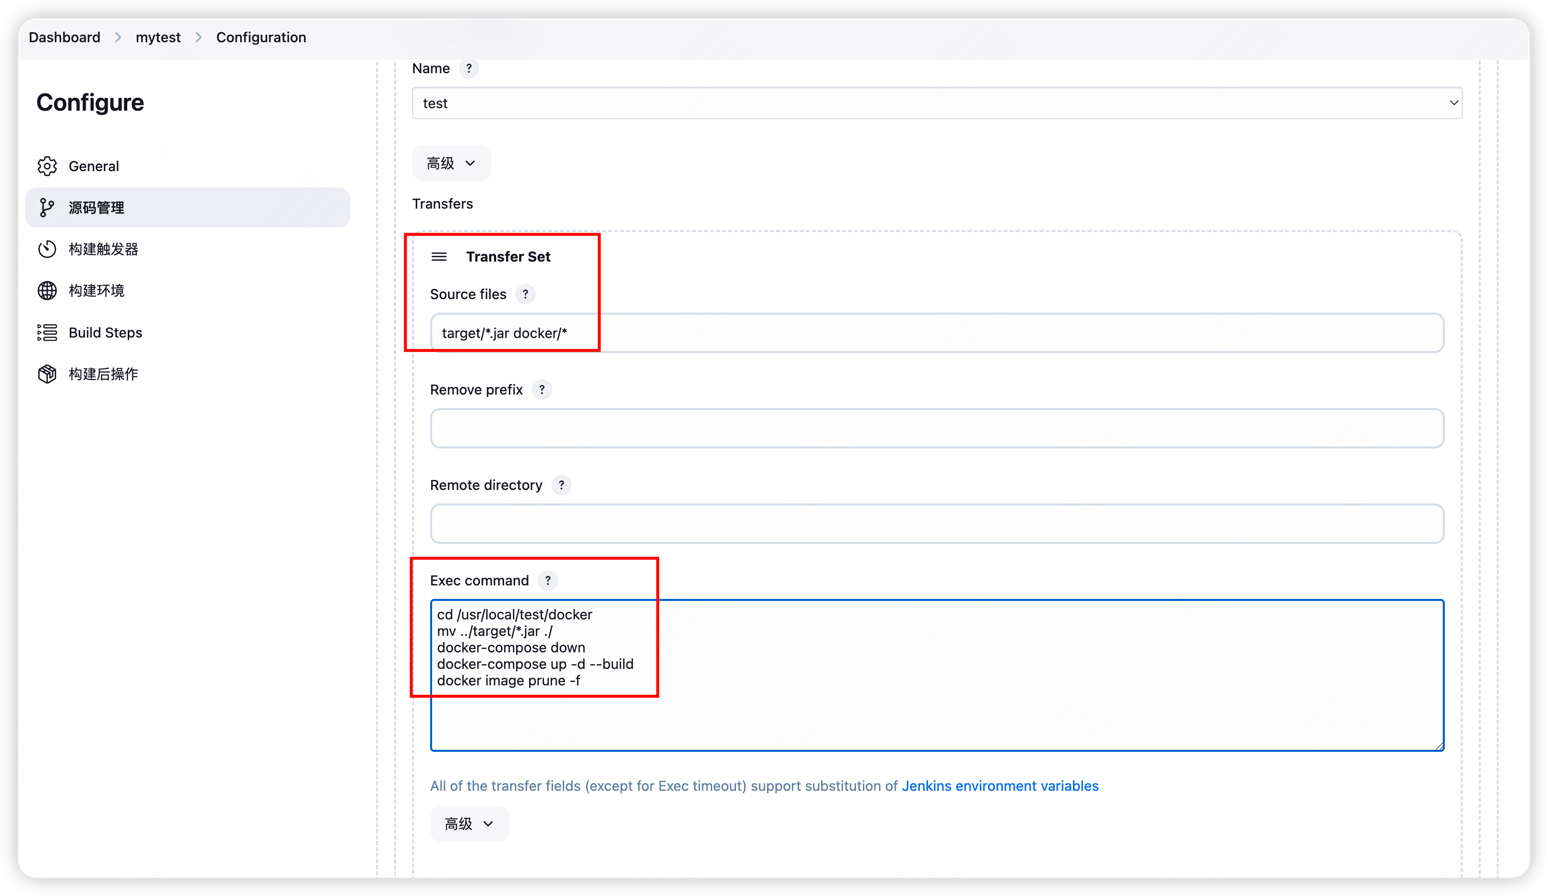 Dashboard > mytest > Configuration
Configure
General
源码管理
构建触发器
构建环境
Build Steps
构建后操作
Name ?
test
高级
Transfers
Transfer Set
Source files ?
target/*.jar docker/*
Remove prefix ?
Remote directory ?
Exec command ?
cd /usr/local/test/docker
mv ../target/*.jar ./
docker-compose down
docker-compose up -d --build
docker image prune -f
All of the transfer fields (except for Exec timeout) support substitution of Jenkins environment variables
高级